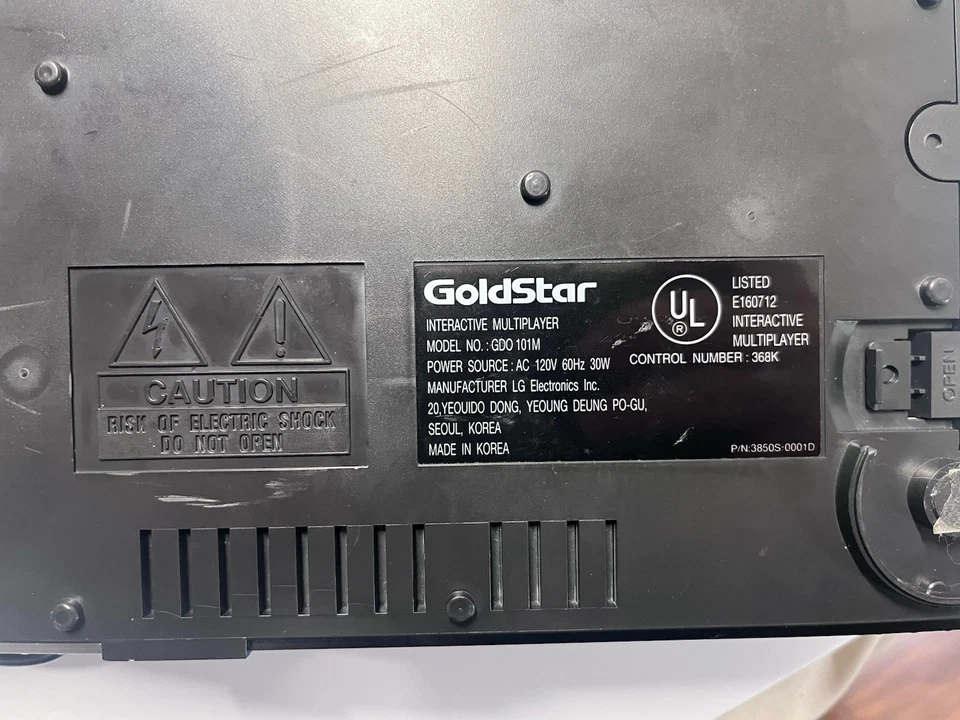 CAUTION
RISK OF ELECTRIC SHOCK
DO NOT OPEN
GoldStar
INTERACTIVE MULTIPLAYER
MODEL NO. : GDO 101M
POWER SOURCE : AC 120V 60Hz 30W
MANUFACTURER LG Electronics Inc.
20,YEOUIDO DONG, YEOUNG DEUNG PO-GU,
SEOUL, KOREA
MADE IN KOREA
UL
®
LISTED
E160712
INTERACTIVE
MULTIPLAYER
CONTROL NUMBER : 368K
P/N:3850S-0001D
OPEN